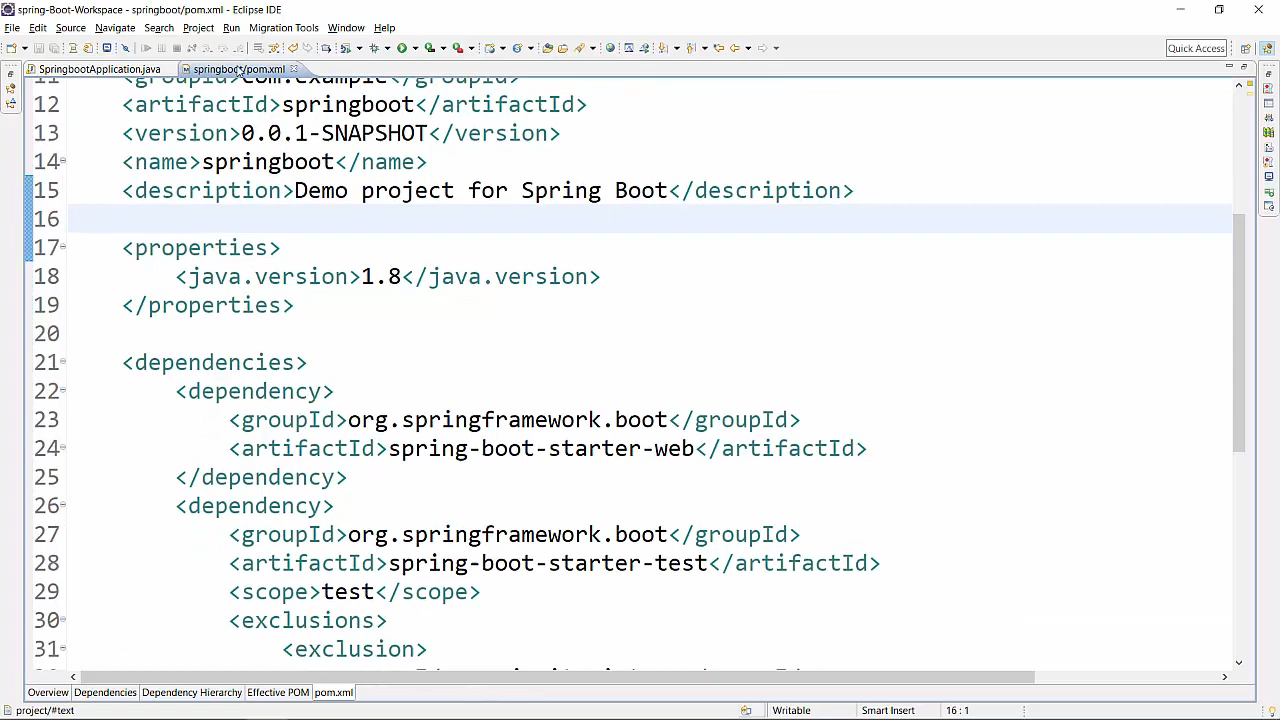 spring-Boot-Workspace - springboot/pom.xml - Eclipse IDE
File Edit Source Navigate Search Project Run Migration Tools Window Help
Quick Access
SpringbootApplication.java springboot/pom.xml
11 <groupId>com.example</groupId>
12 <artifactId>springboot</artifactId>
13 <version>0.0.1-SNAPSHOT</version>
14 <name>springboot</name>
15 <description>Demo project for Spring Boot</description>
16
17 <properties>
18 <java.version>1.8</java.version>
19 </properties>
20
21 <dependencies>
22 <dependency>
23 <groupId>org.springframework.boot</groupId>
24 <artifactId>spring-boot-starter-web</artifactId>
25 </dependency>
26 <dependency>
27 <groupId>org.springframework.boot</groupId>
28 <artifactId>spring-boot-starter-test</artifactId>
29 <scope>test</scope>
30 <exclusions>
31 <exclusion>
Overview Dependencies Dependency Hierarchy Effective POM pom.xml
project/#text Writable Smart Insert 16 : 1